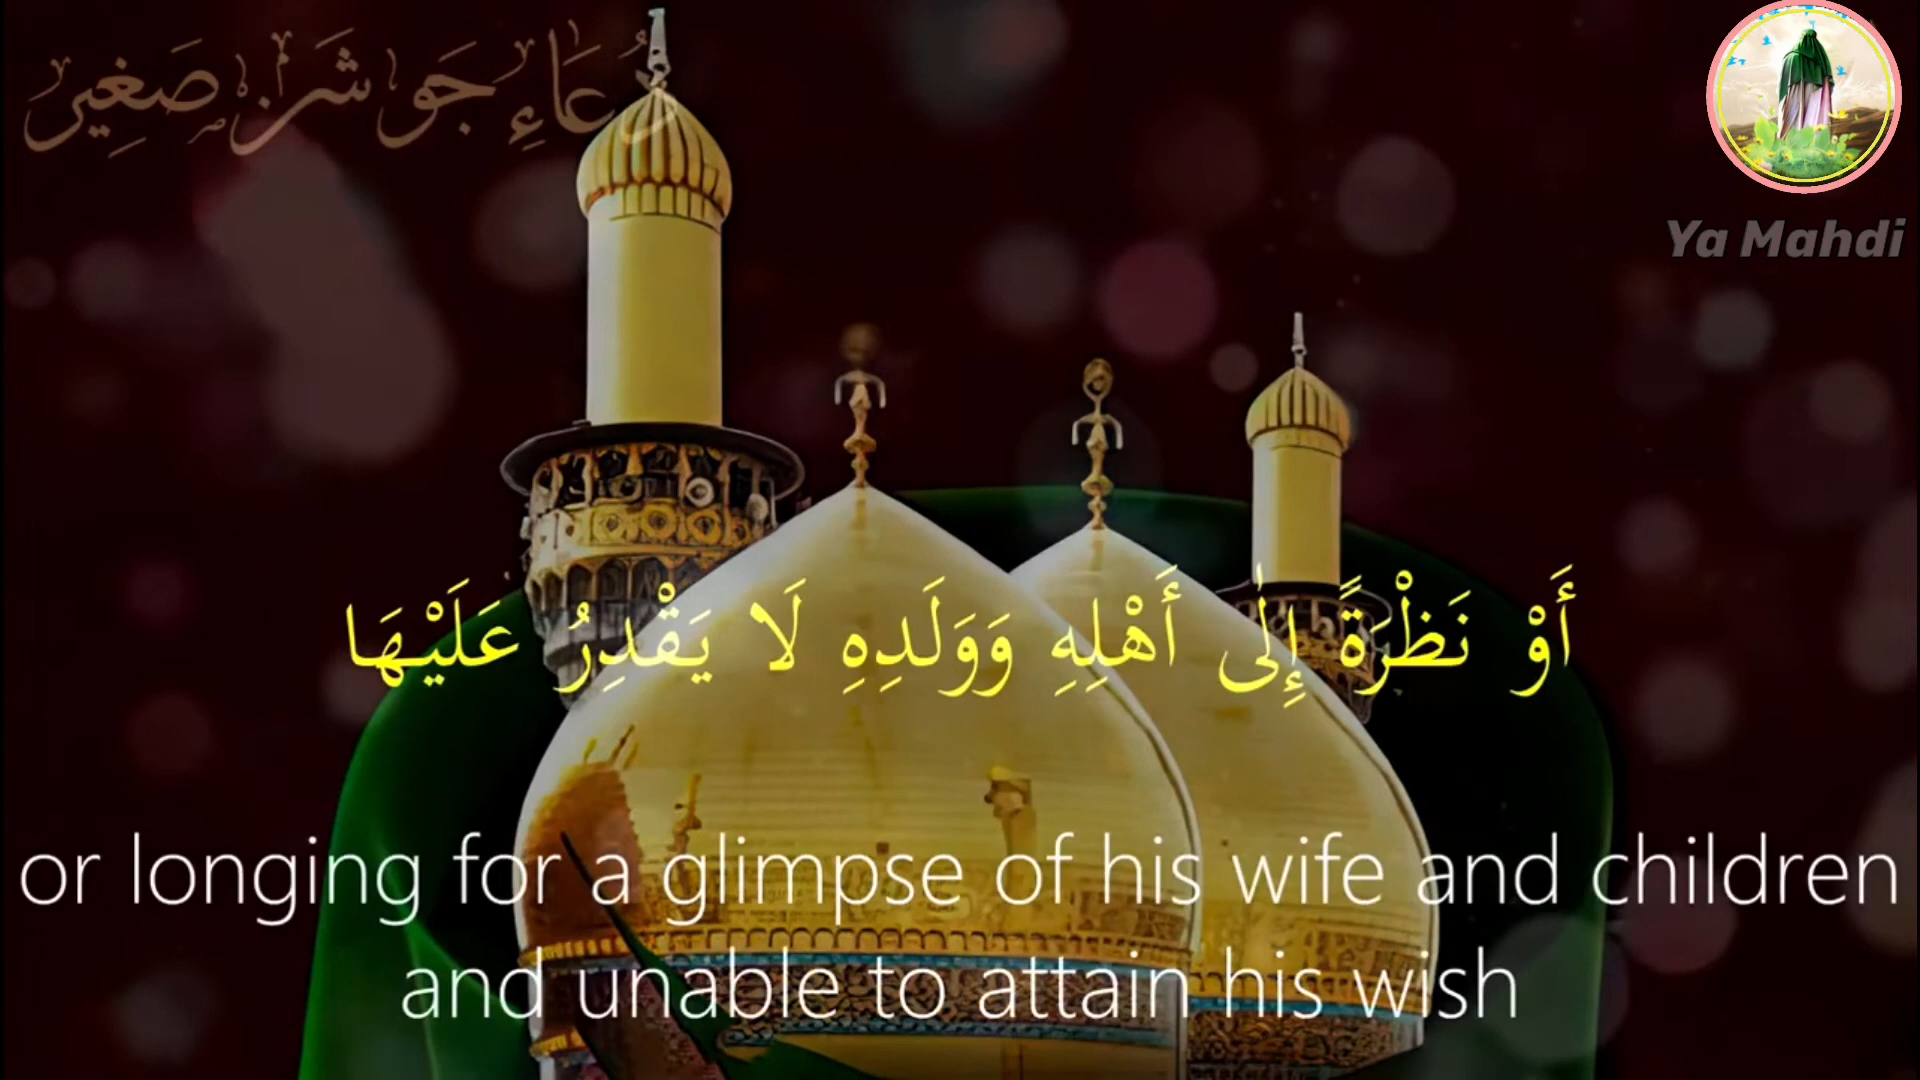 دُعَاءِ جَوشَن صَغِير
Ya Mahdi
أَوْ نَظْرَةً إِلٰى أَهْلِهِ وَوَلَدِهِ لَا يَقْدِرُ عَلَيْهَا
or longing for a glimpse of his wife and children
and unable to attain his wish